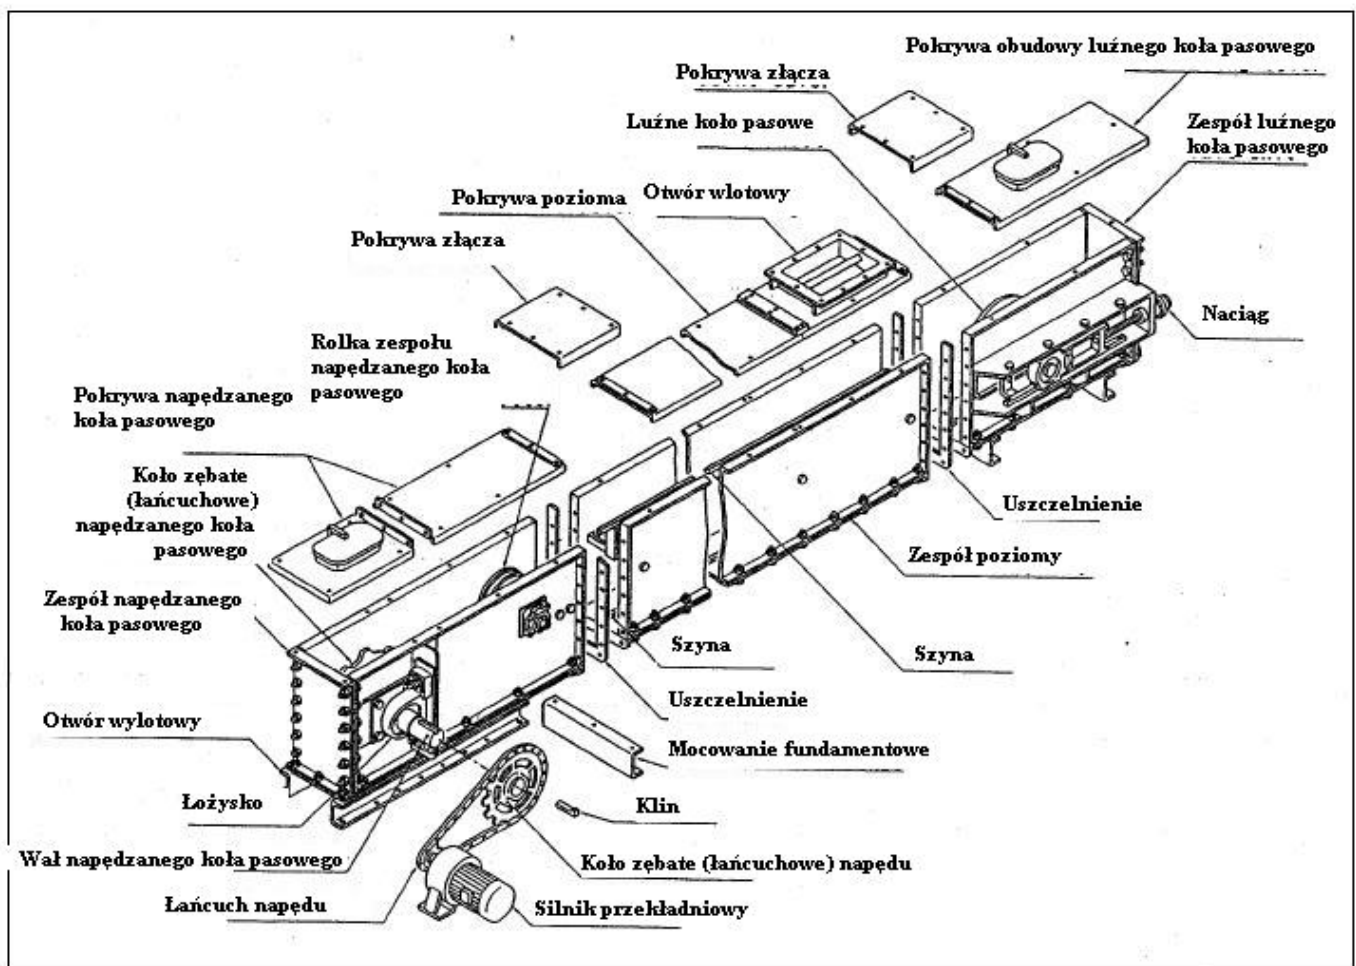 Pokrywa obudowy luźnego koła pasowego
Pokrywa złącza
Luźne koło pasowe
Zespół luźnego
koła pasowego
Otwór wlotowy
Pokrywa pozioma
Pokrywa złącza
Naciąg
Rolka zespołu
napędzanego koła
pasowego
Pokrywa napędzanego
koła pasowego
Koło zębate
(łańcuchowe)
napędzanego koła
pasowego
Uszczelnienie
Zespół poziomy
Zespół napędzanego
koła pasowego
Szyna
Szyna
Uszczelnienie
Otwór wylotowy
Mocowanie fundamentowe
Łożysko
Klin
Wał napędzanego koła pasowego
Koło zębate (łańcuchowe) napędu
Łańcuch napędu
Silnik przekładniowy